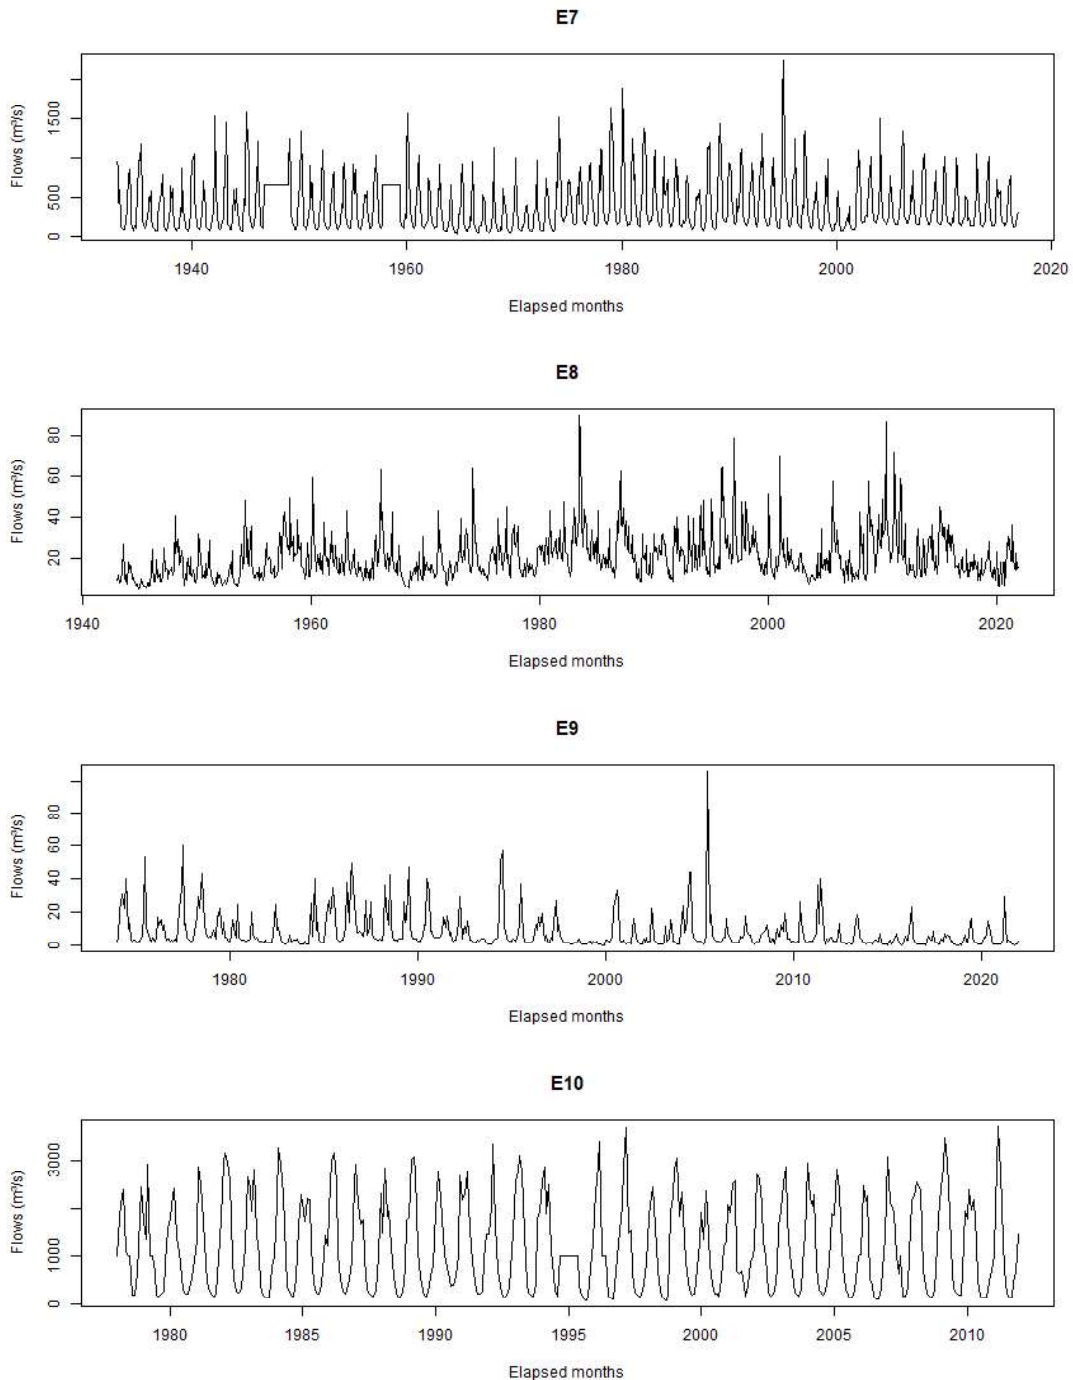 E7
Flows (m³/s)
0 500 1500
1940 1960 1980 2000 2020
Elapsed months
E8
Flows (m³/s)
20 40 60 80
1940 1960 1980 2000 2020
Elapsed months
E9
Flows (m³/s)
0 20 40 60 80
1980 1990 2000 2010 2020
Elapsed months
E10
Flows (m³/s)
0 1000 3000
1980 1985 1990 1995 2000 2005 2010
Elapsed months